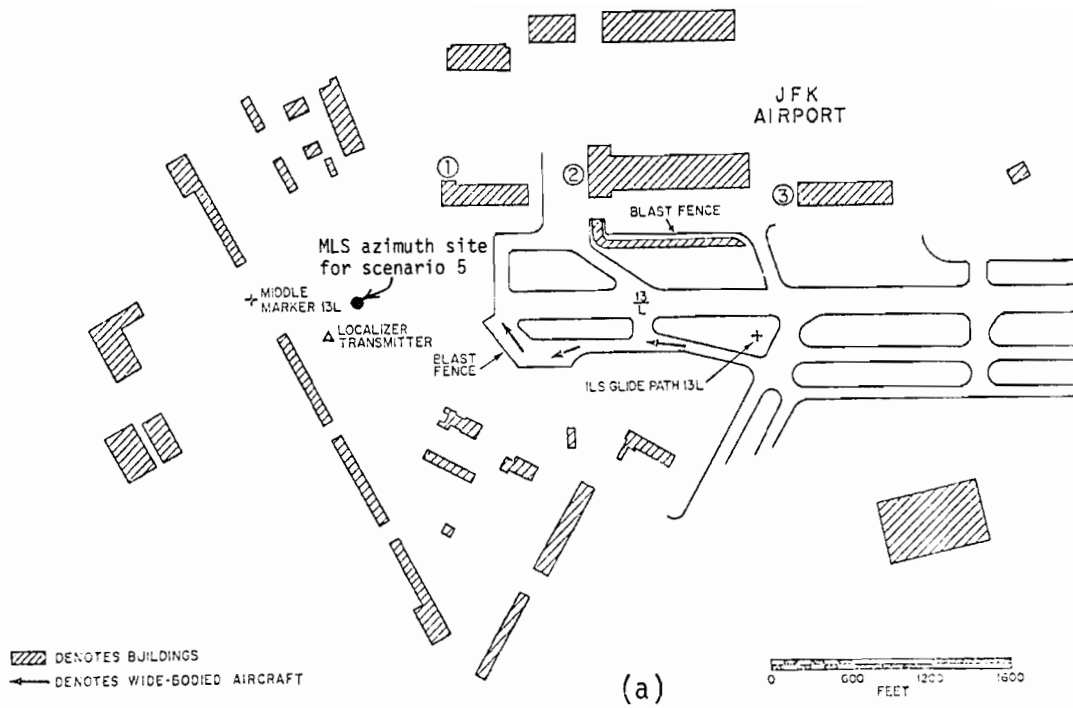 JFK
AIRPORT
①
②
③
BLAST FENCE
MLS azimuth site
for scenario 5
MIDDLE
MARKER 13L
13
L
LOCALIZER
TRANSMITTER
BLAST
FENCE
ILS GLIDE PATH 13L
DENOTES BUILDINGS
DENOTES WIDE-BODIED AIRCRAFT
(a)
0 600 1200 1600
FEET